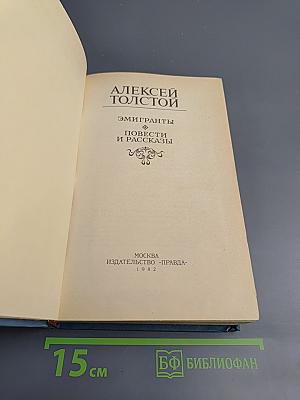 АЛЕКСЕЙ
ТОЛСТОЙ
ЭМИГРАНТЫ
ПОВЕСТИ
И РАССКАЗЫ
МОСКВА
ИЗДАТЕЛЬСТВО «ПРАВДА»
1982
15 см
БФ БИБЛИОФАН